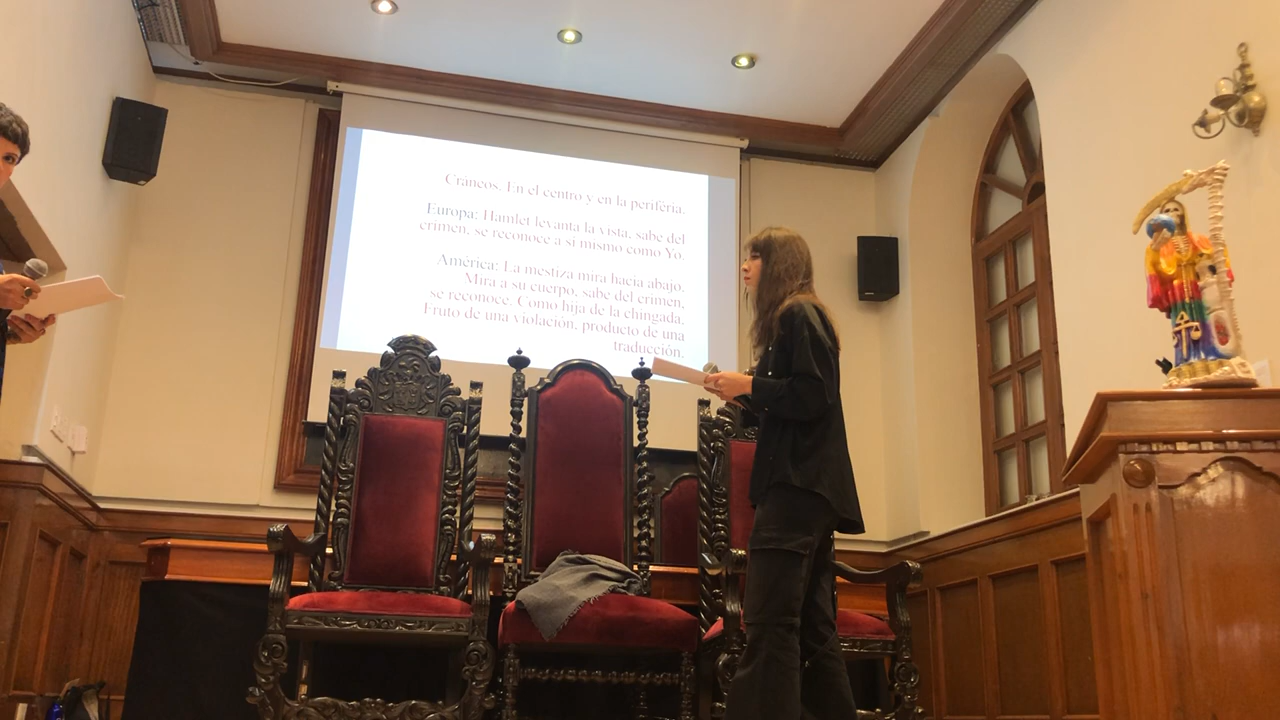 Cráneos. En el centro y en la periféria.
Europa: Hamlet levanta la vista, sabe del
crimen, se reconoce a sí mismo como Yo.
América: La mestiza mira hacia abajo.
Mira a su cuerpo, sabe del crimen,
se reconoce. Como hija de la chingada.
Fruto de una violación, producto de una
traducción.